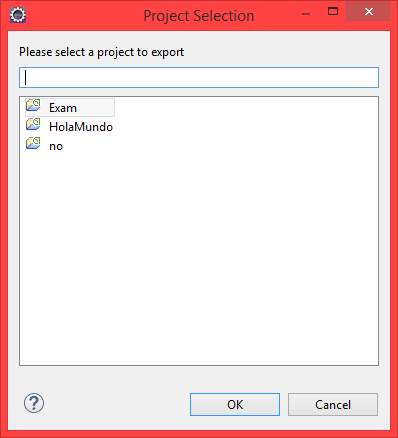 Project Selection
Please select a project to export
Exam
HolaMundo
no
?
OK
Cancel